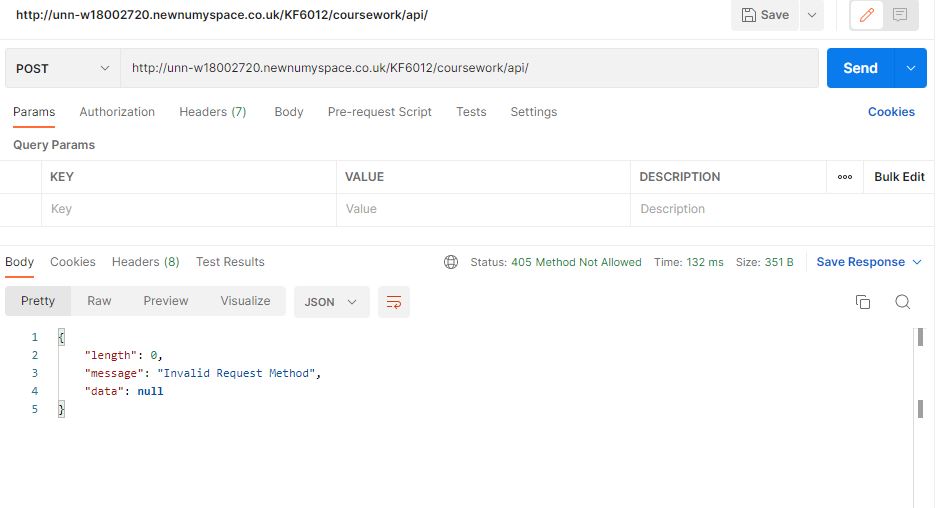 http://unn-w18002720.newnumyspace.co.uk/KF6012/coursework/api/ Save
POST http://unn-w18002720.newnumyspace.co.uk/KF6012/coursework/api/ Send
Params Authorization Headers (7) Body Pre-request Script Tests Settings Cookies
Query Params
KEY VALUE DESCRIPTION ooo Bulk Edit
Key Value Description
Body Cookies Headers (8) Test Results Status: 405 Method Not Allowed Time: 132 ms Size: 351 B Save Response
Pretty Raw Preview Visualize JSON
1 {
2 "length": 0,
3 "message": "Invalid Request Method",
4 "data": null
5 }